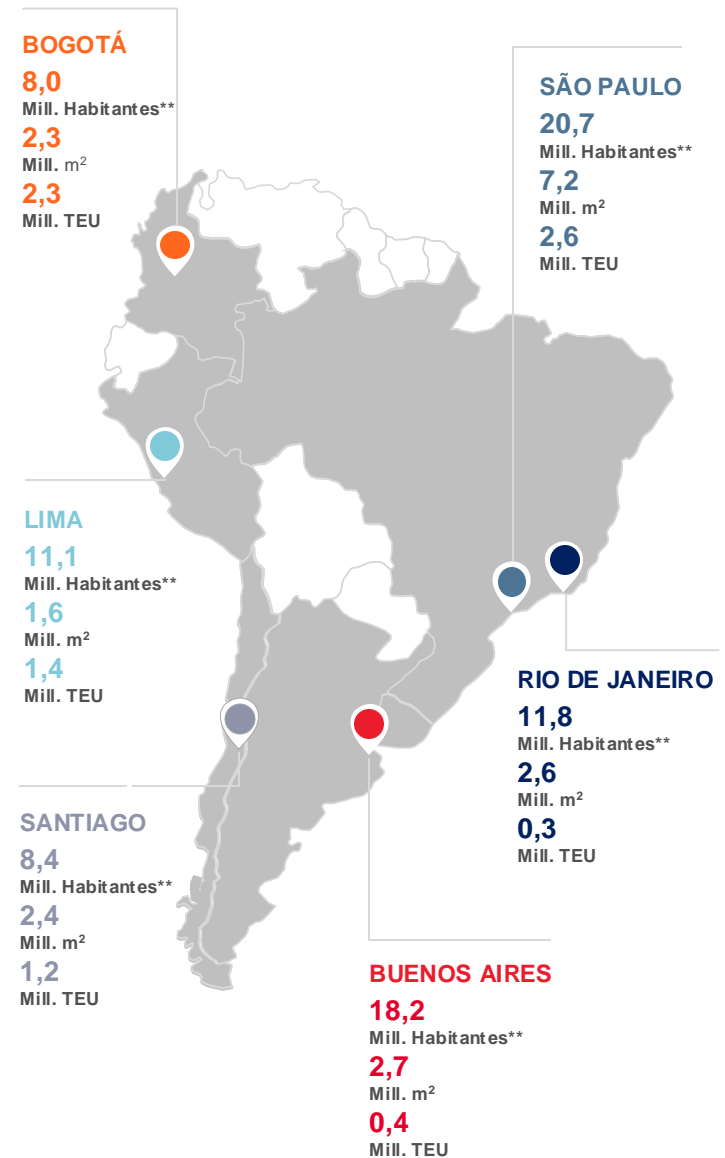 BOGOTÁ
8,0
Mill. Habitantes**
2,3
Mill. m²
2,3
Mill. TEU
SÃO PAULO
20,7
Mill. Habitantes**
7,2
Mill. m²
2,6
Mill. TEU
LIMA
11,1
Mill. Habitantes**
1,6
Mill. m²
1,4
Mill. TEU
RIO DE JANEIRO
11,8
Mill. Habitantes**
2,6
Mill. m²
0,3
Mill. TEU
SANTIAGO
8,4
Mill. Habitantes**
2,4
Mill. m²
1,2
Mill. TEU
BUENOS AIRES
18,2
Mill. Habitantes**
2,7
Mill. m²
0,4
Mill. TEU